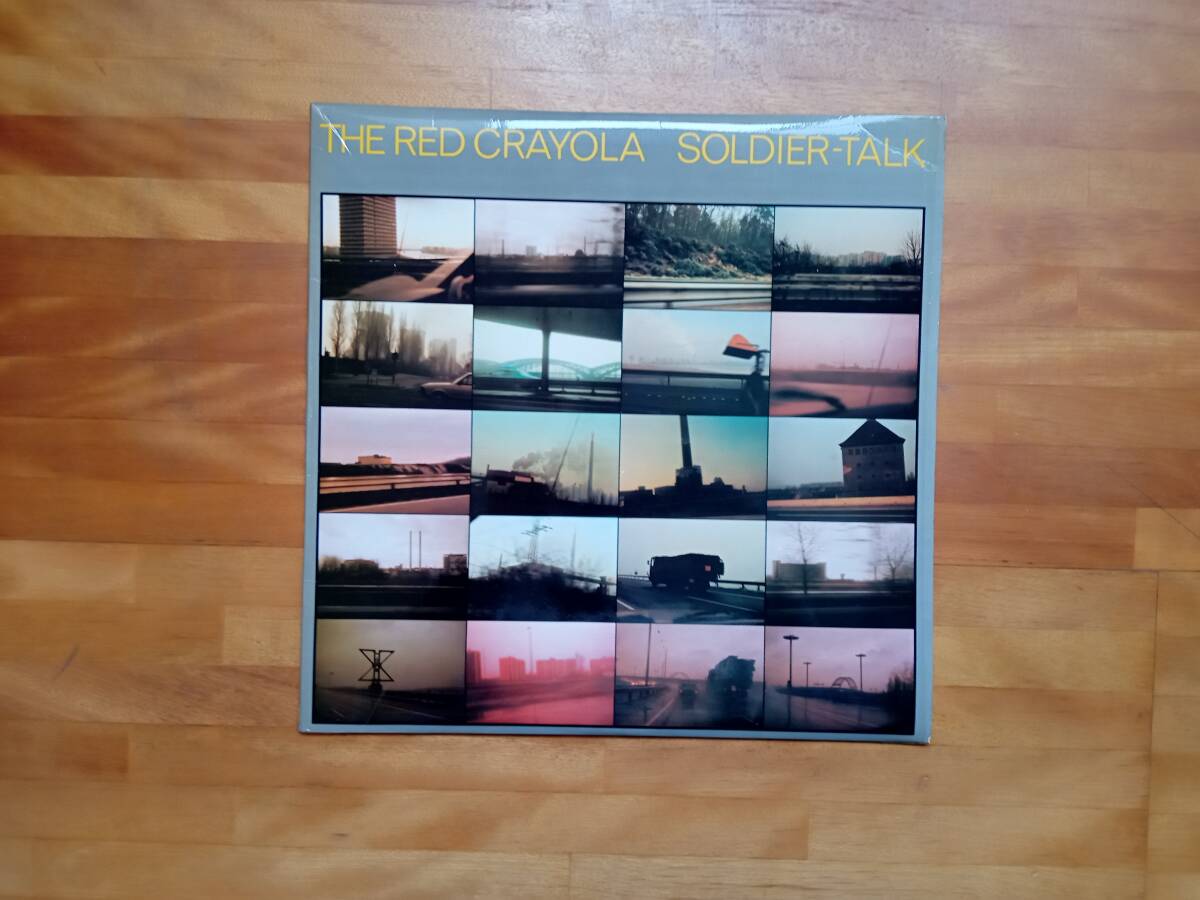 THE RED CRAYOLA SOLDIER-TALK